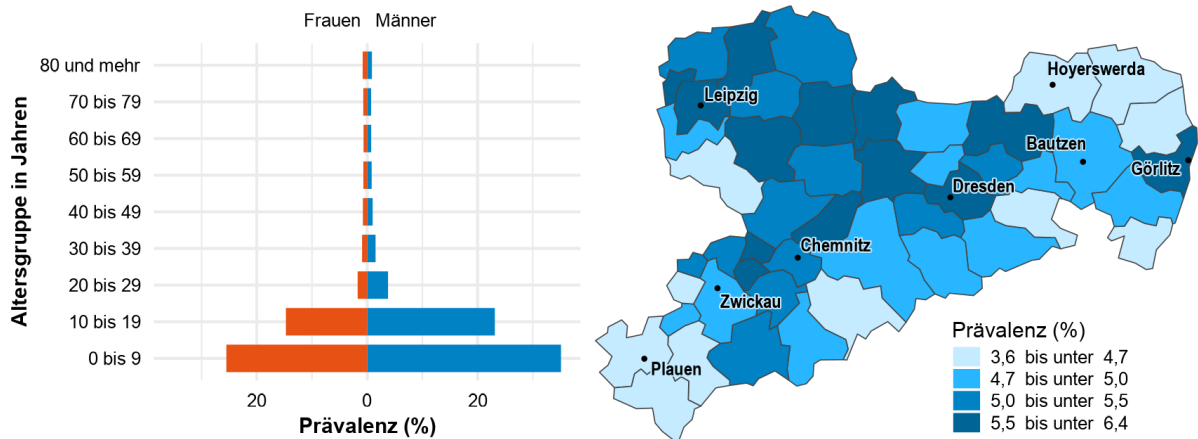 Frauen Männer
Altersgruppe in Jahren
80 und mehr
70 bis 79
60 bis 69
50 bis 59
40 bis 49
30 bis 39
20 bis 29
10 bis 19
0 bis 9
20 0 20
Prävalenz (%)
Hoyerswerda
Leipzig
Bautzen
Görlitz
Dresden
Chemnitz
Zwickau
Plauen
Prävalenz (%)
3,6 bis unter 4,7
4,7 bis unter 5,0
5,0 bis unter 5,5
5,5 bis unter 6,4